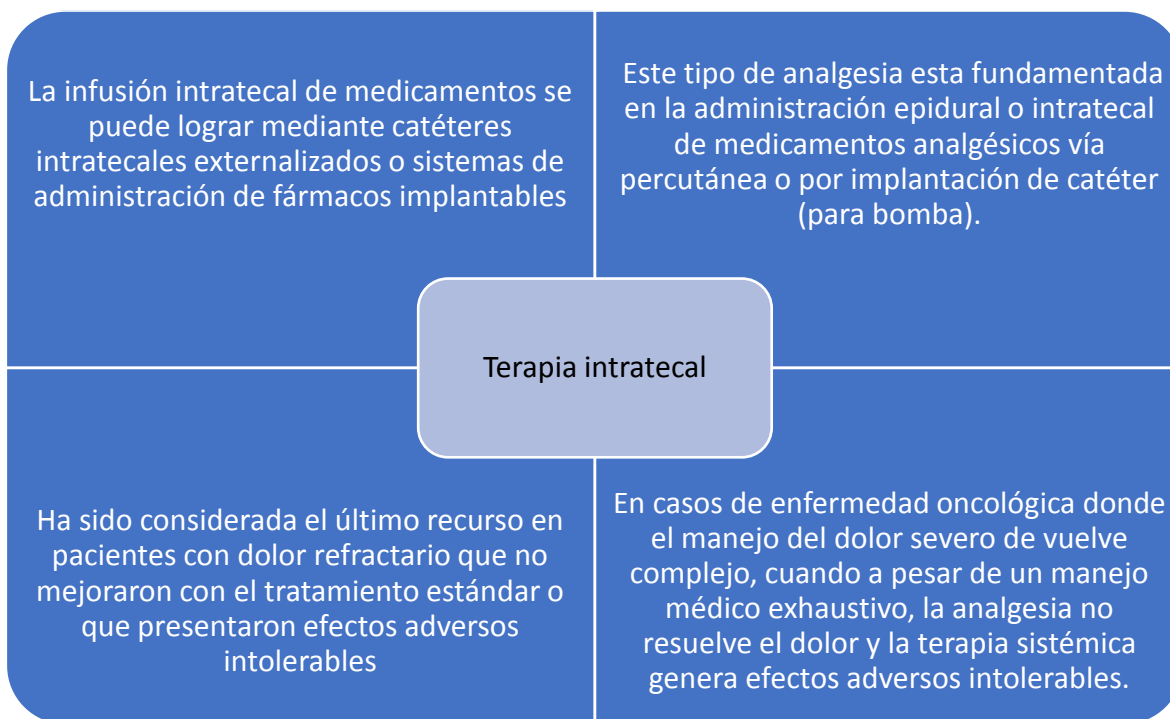 La infusión intratecal de medicamentos se
puede lograr mediante catéteres
intratecales externalizados o sistemas de
administración de fármacos implantables
Este tipo de analgesia esta fundamentada
en la administración epidural o intratecal
de medicamentos analgésicos vía
percutánea o por implantación de catéter
(para bomba).
Terapia intratecal
Ha sido considerada el último recurso en
pacientes con dolor refractario que no
mejoraron con el tratamiento estándar o
que presentaron efectos adversos
intolerables
En casos de enfermedad oncológica donde
el manejo del dolor severo de vuelve
complejo, cuando a pesar de un manejo
médico exhaustivo, la analgesia no
resuelve el dolor y la terapia sistémica
genera efectos adversos intolerables.